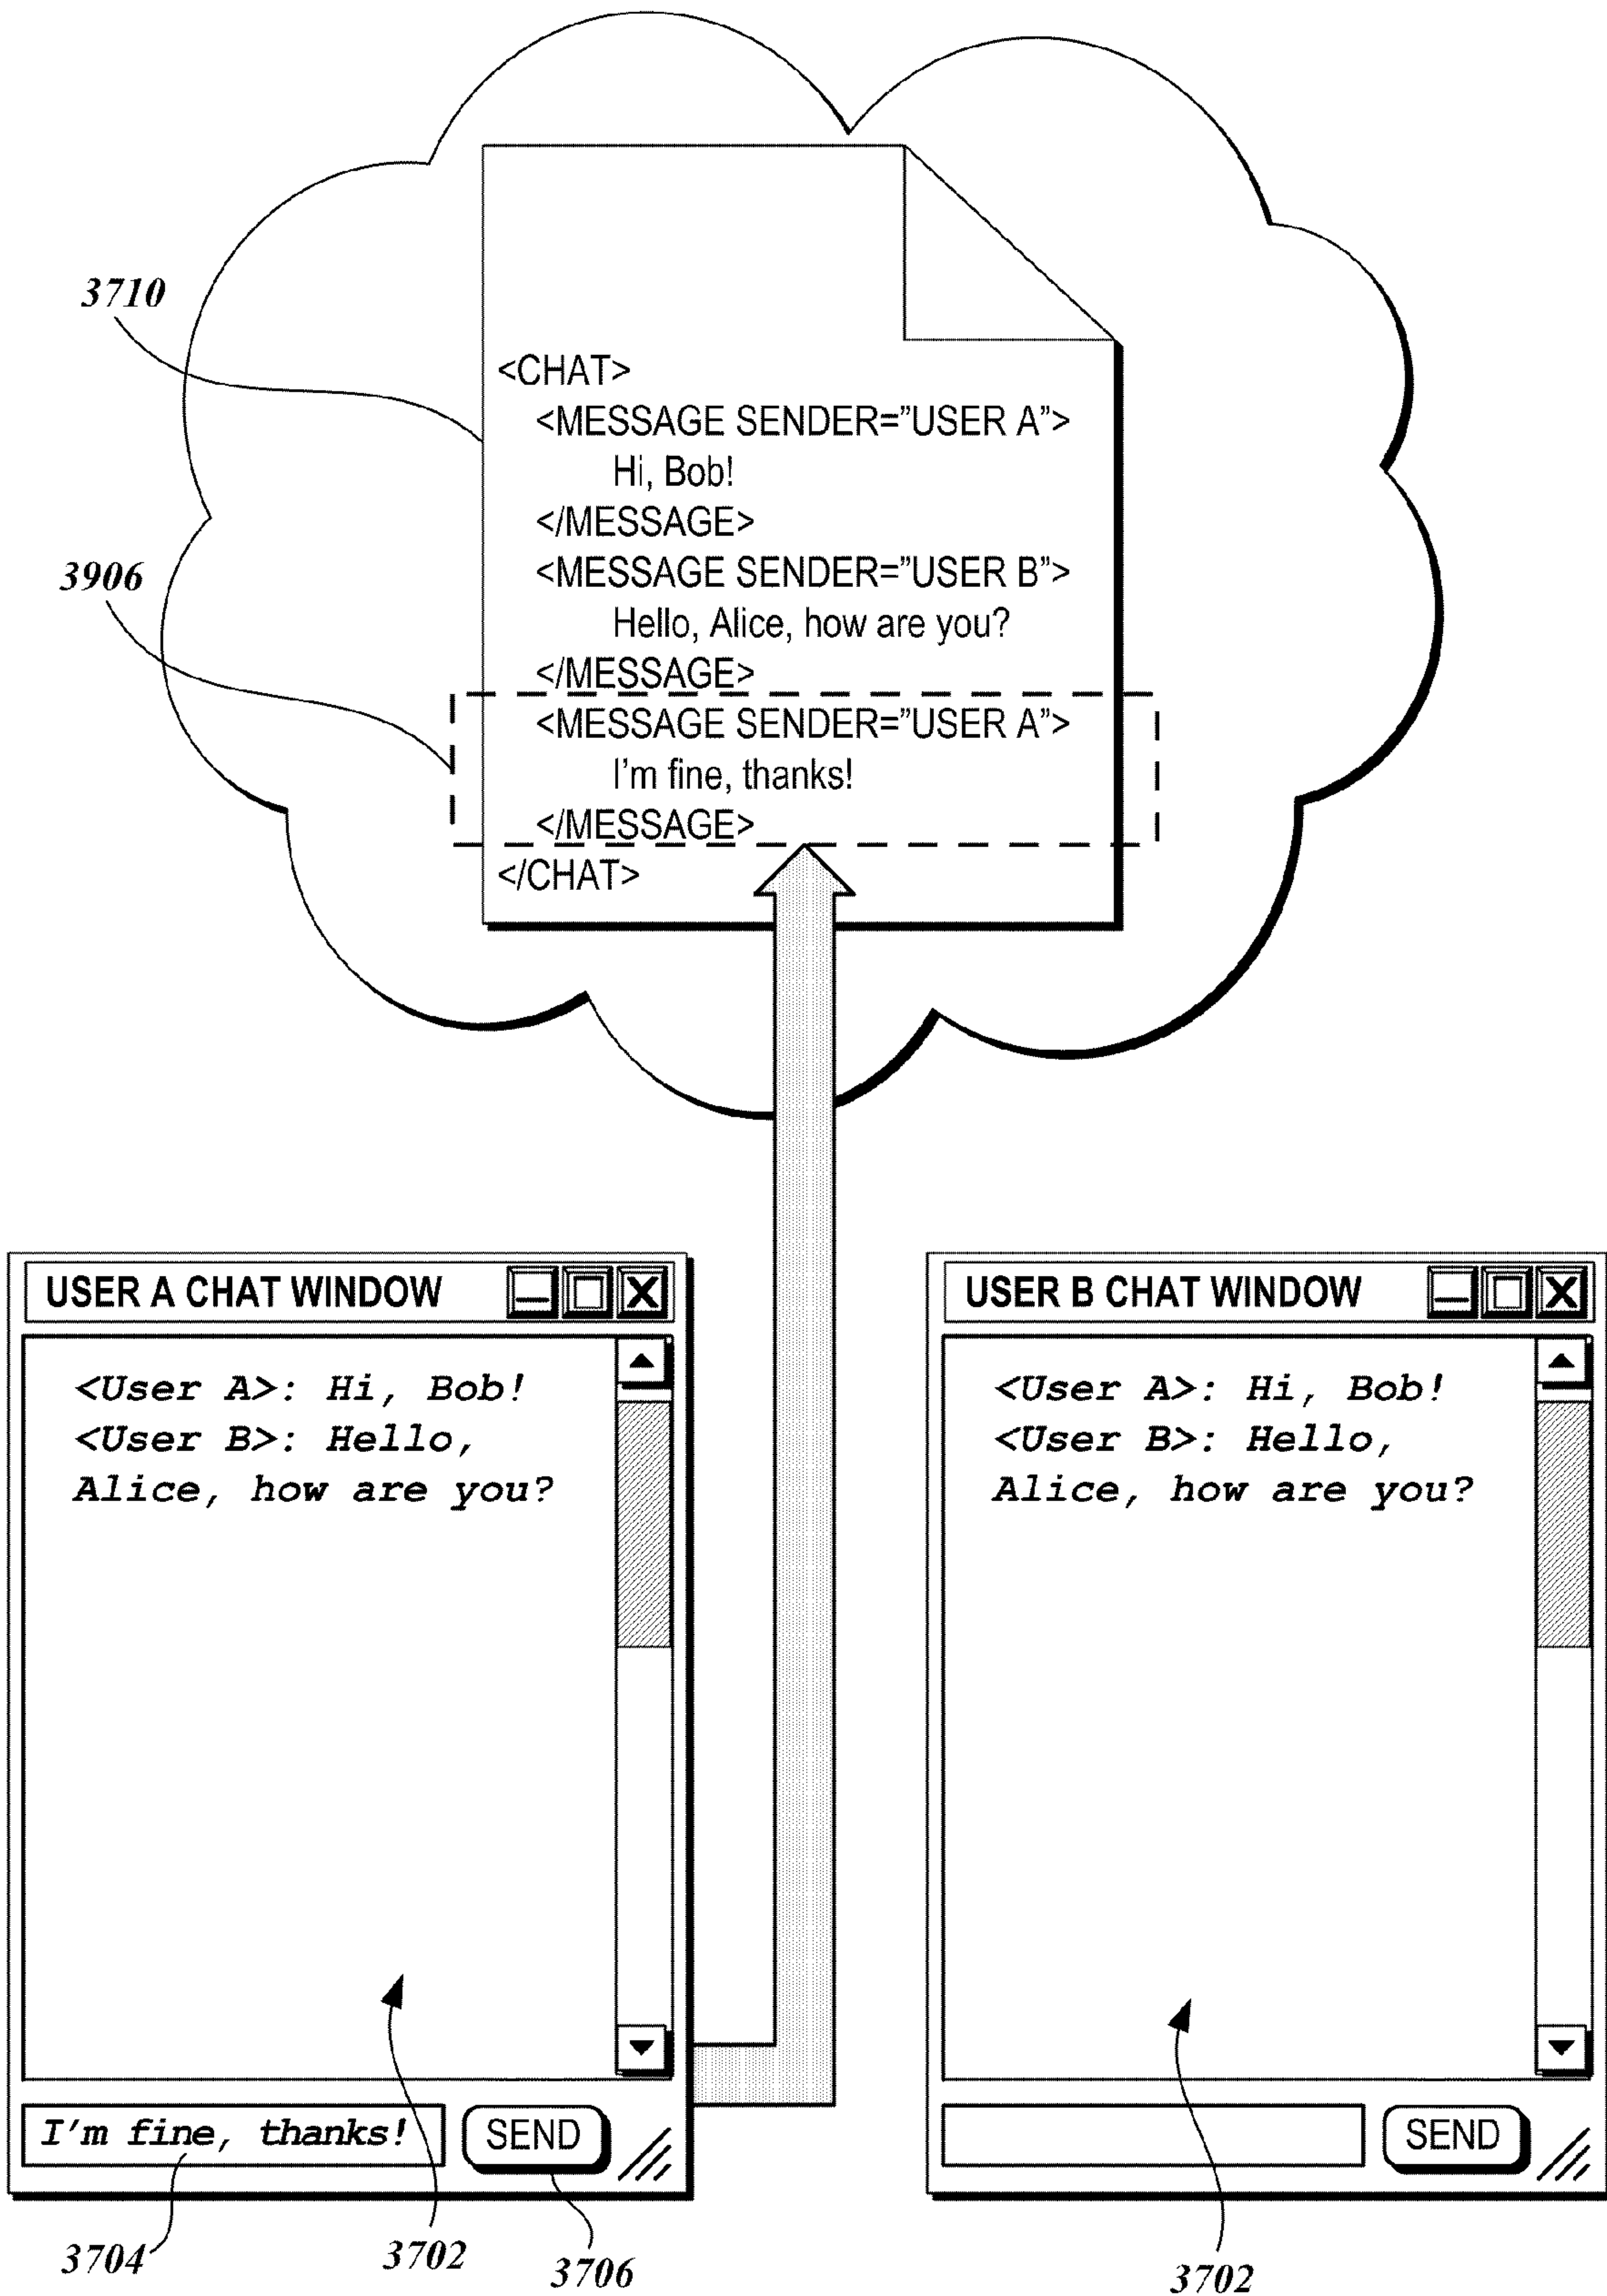 3710
<CHAT>
<MESSAGE SENDER=”USER A”>
Hi, Bob!
</MESSAGE>
3906
<MESSAGE SENDER=”USER B”>
Hello, Alice, how are you?
</MESSAGE>
<MESSAGE SENDER=”USER A”>
I’m fine, thanks!
</MESSAGE>
</CHAT>
USER A CHAT WINDOW
<User A>: Hi, Bob!
<User B>: Hello,
Alice, how are you?
I’m fine, thanks!
SEND
3704
3702
3706
USER B CHAT WINDOW
<User A>: Hi, Bob!
<User B>: Hello,
Alice, how are you?
SEND
3702